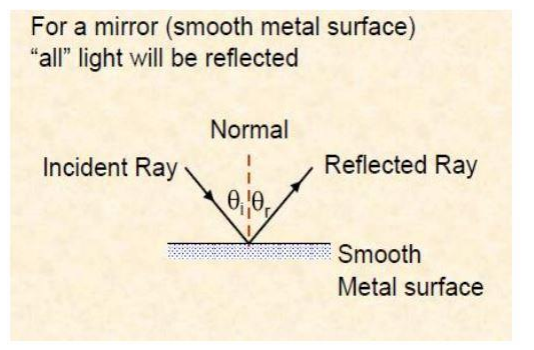 For a mirror (smooth metal surface)
“all” light will be reflected
Normal
Incident Ray
Reflected Ray
θi
θr
Smooth
Metal surface